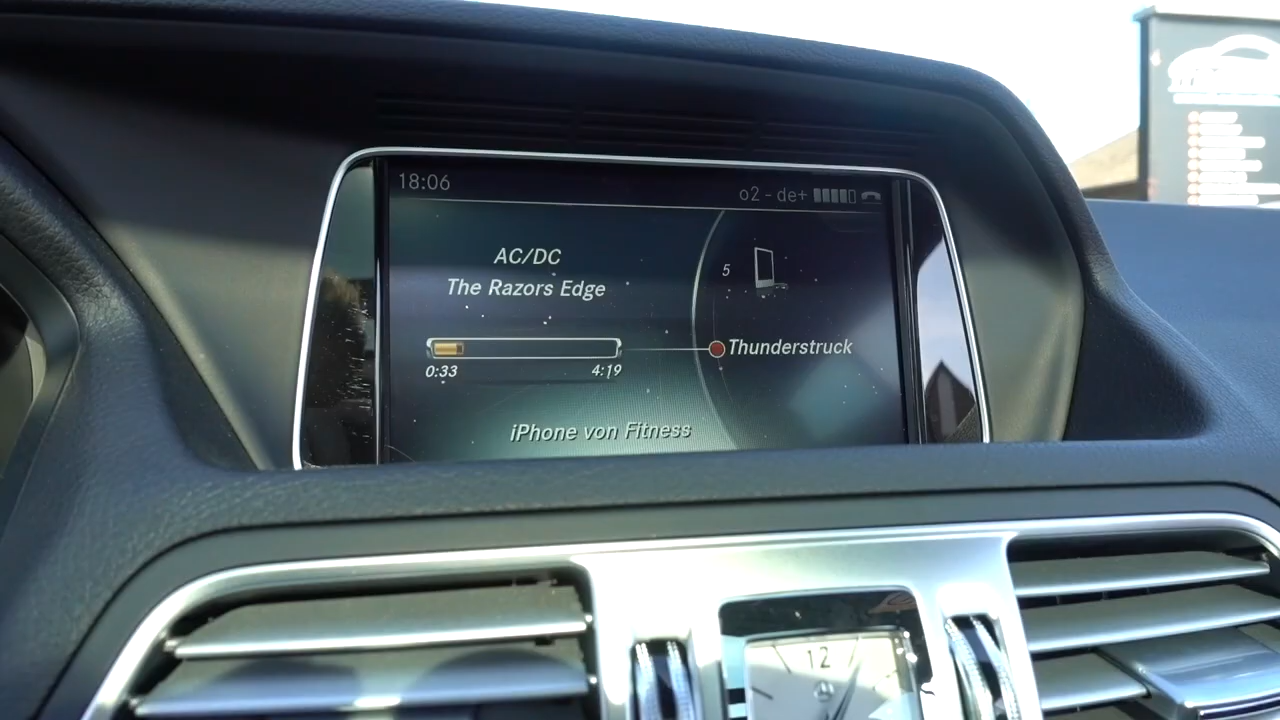 18:06
o2 - de+
AC/DC
The Razors Edge
5
Thunderstruck
0:33
4:19
iPhone von Fitness
12